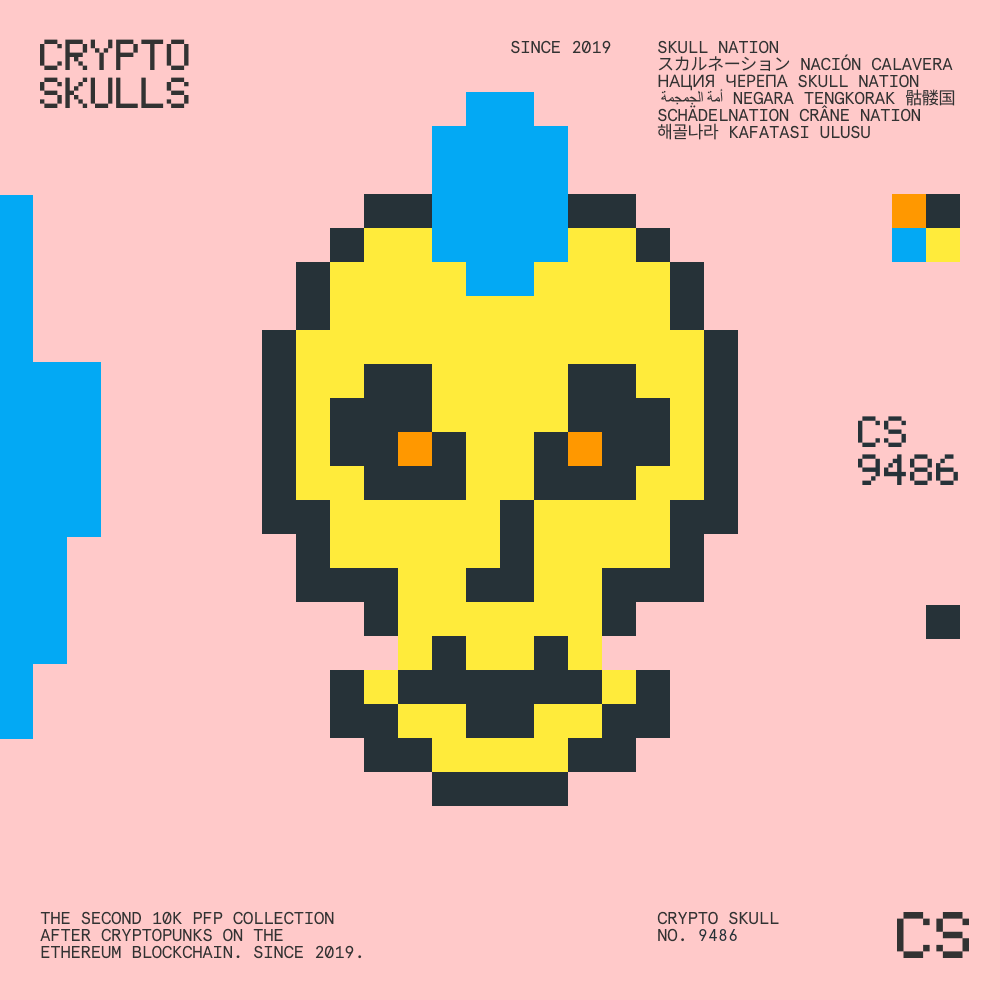 CRYPTO
SKULLS
SINCE 2019
SKULL NATION
スカルネーション NACIÓN CALAVERA
НАЦИЯ ЧЕРЕПА SKULL NATION
أمة الجمجمة NEGARA TENGKORAK 骷髅国
SCHÄDELNATION CRÂNE NATION
해골나라 KAFATASI ULUSU
CS
9486
THE SECOND 10K PFP COLLECTION
AFTER CRYPTOPUNKS ON THE
ETHEREUM BLOCKCHAIN. SINCE 2019.
CRYPTO SKULL
NO. 9486
CS